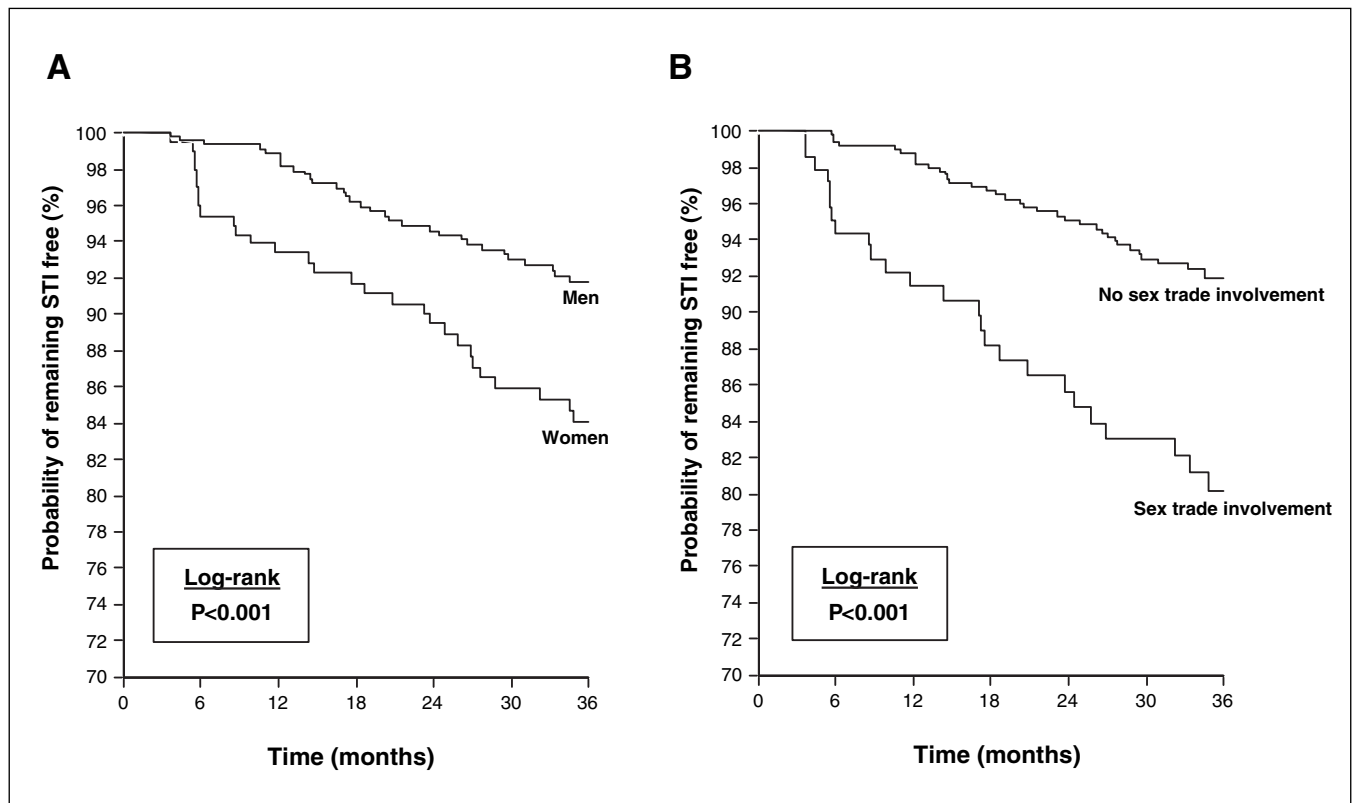 A
Probability of remaining STI free (%)
100
98
96
94
92
90
88
86
84
82
80
78
76
74
72
70
Men
Women
Log-rank
P<0.001
0 6 12 18 24 30 36
Time (months)
B
Probability of remaining STI free (%)
100
98
96
94
92
90
88
86
84
82
80
78
76
74
72
70
No sex trade involvement
Sex trade involvement
Log-rank
P<0.001
0 6 12 18 24 30 36
Time (months)